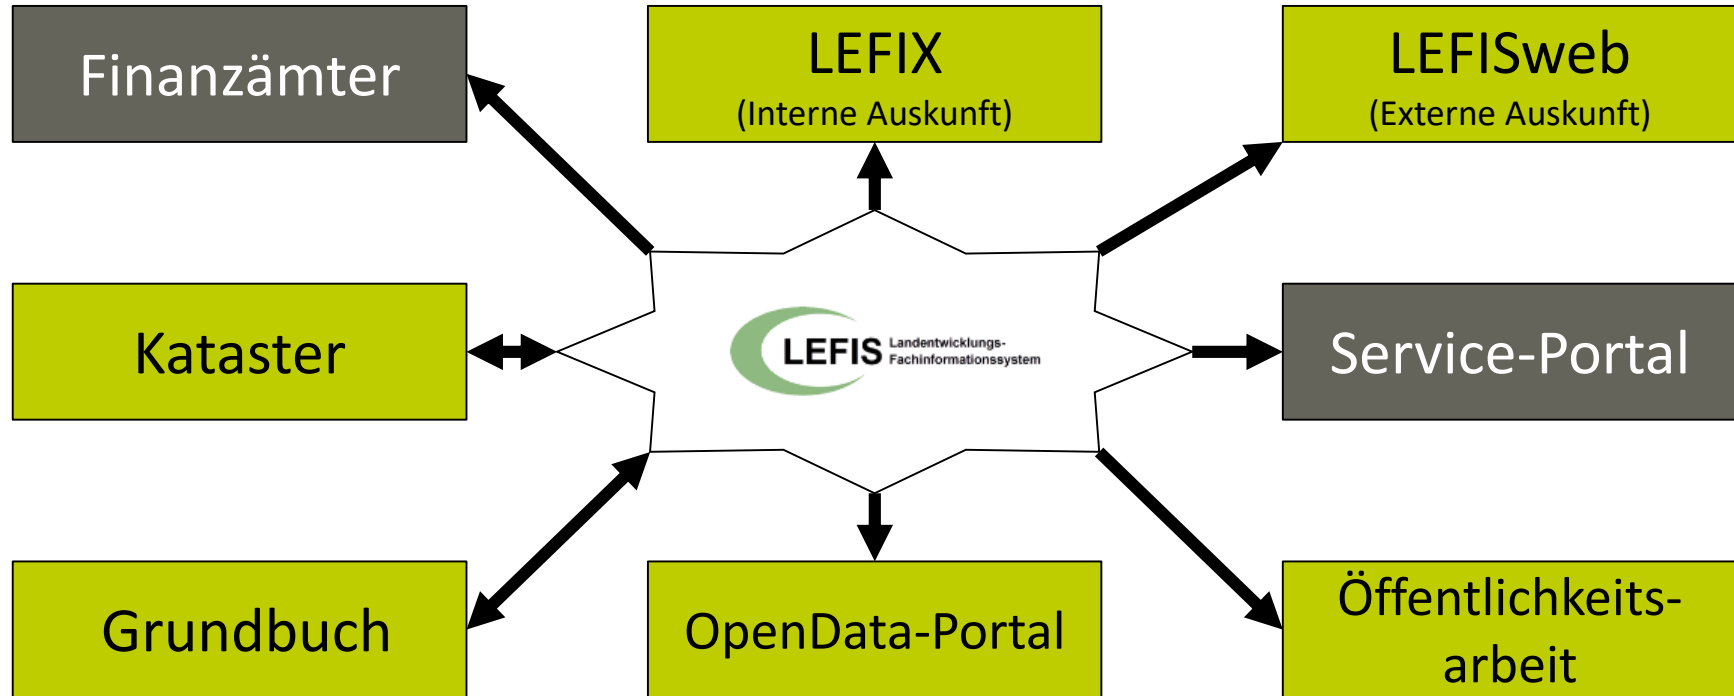 Finanzämter
LEFIX
(Interne Auskunft)
LEFISweb
(Externe Auskunft)
Kataster
LEFIS Landentwicklungs-
Fachinformationssystem
Service-Portal
Grundbuch
OpenData-Portal
Öffentlichkeits-
arbeit